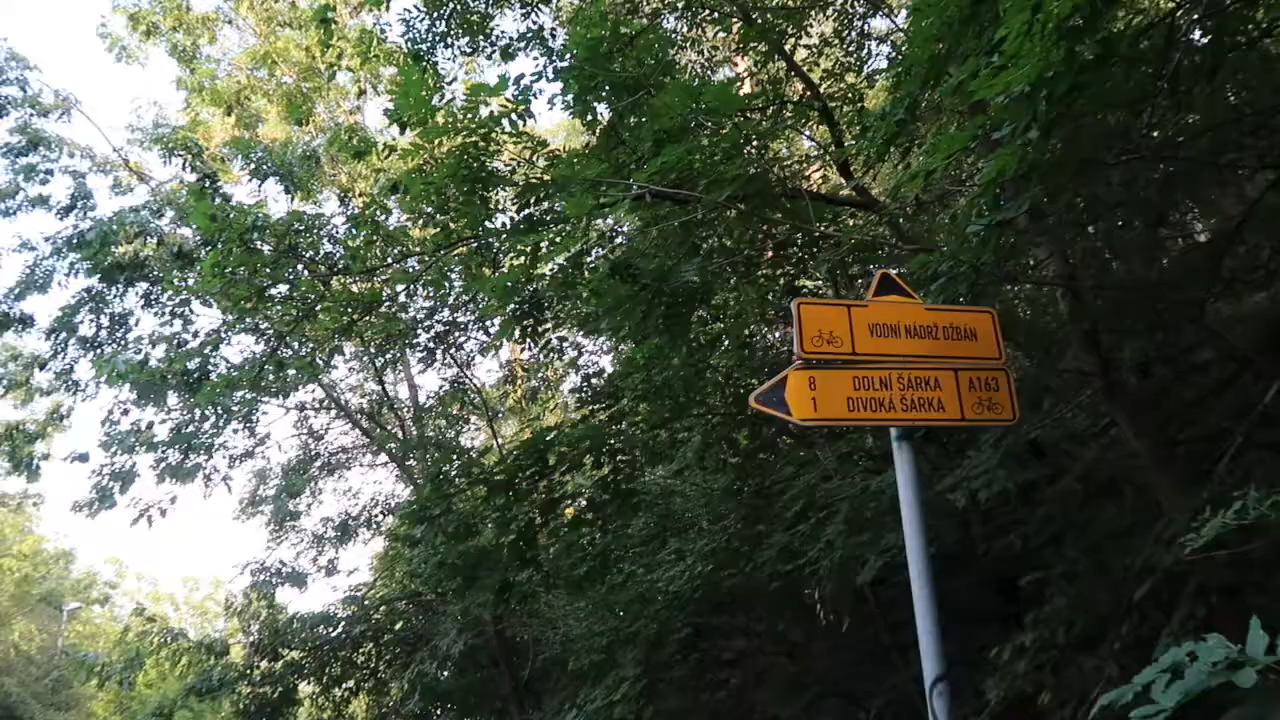 VODNÍ NÁDRŽ DŽBÁN
8 DOLNÍ ŠÁRKA A163
1 DIVOKÁ ŠÁRKA